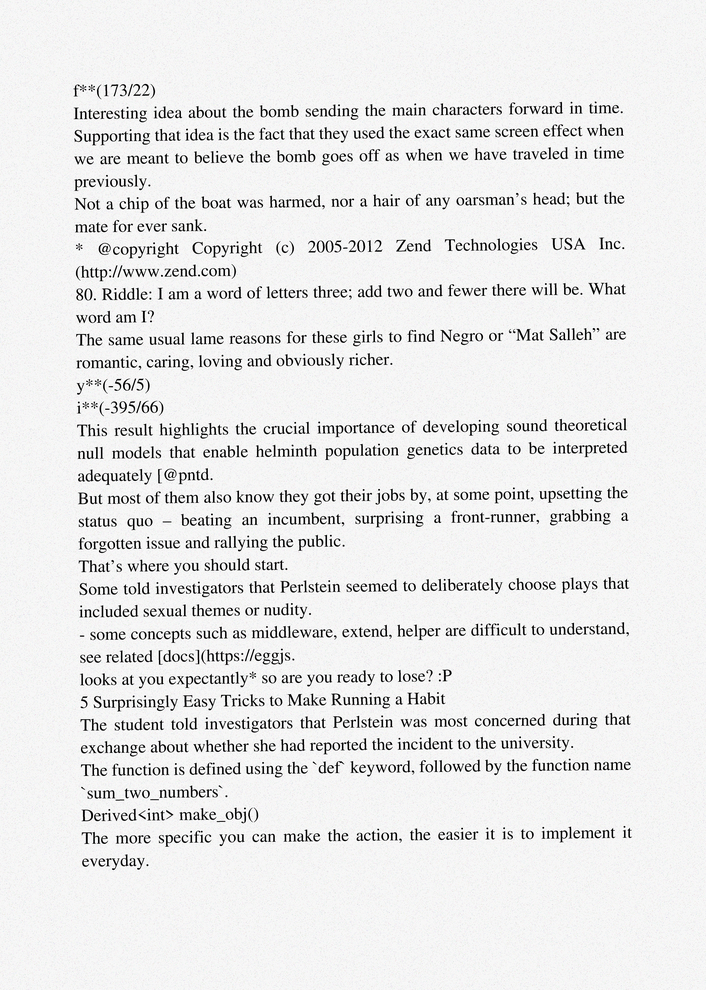 f**(173/22)
Interesting idea about the bomb sending the main characters forward in time.
Supporting that idea is the fact that they used the exact same screen effect when
we are meant to believe the bomb goes off as when we have traveled in time
previously.
Not a chip of the boat was harmed, nor a hair of any oarsman’s head; but the
mate for ever sank.
* @copyright Copyright (c) 2005-2012 Zend Technologies USA Inc.
(http://www.zend.com)
80. Riddle: I am a word of letters three; add two and fewer there will be. What
word am I?
The same usual lame reasons for these girls to find Negro or “Mat Salleh” are
romantic, caring, loving and obviously richer.
y**(-56/5)
i**(-395/66)
This result highlights the crucial importance of developing sound theoretical
null models that enable helminth population genetics data to be interpreted
adequately [@pntd.
But most of them also know they got their jobs by, at some point, upsetting the
status quo – beating an incumbent, surprising a front-runner, grabbing a
forgotten issue and rallying the public.
That’s where you should start.
Some told investigators that Perlstein seemed to deliberately choose plays that
included sexual themes or nudity.
- some concepts such as middleware, extend, helper are difficult to understand,
see related [docs](https://eggjs.
looks at you expectantly* so are you ready to lose? :P
5 Surprisingly Easy Tricks to Make Running a Habit
The student told investigators that Perlstein was most concerned during that
exchange about whether she had reported the incident to the university.
The function is defined using the `def` keyword, followed by the function name
`sum_two_numbers`.
Derived<int> make_obj()
The more specific you can make the action, the easier it is to implement it
everyday.